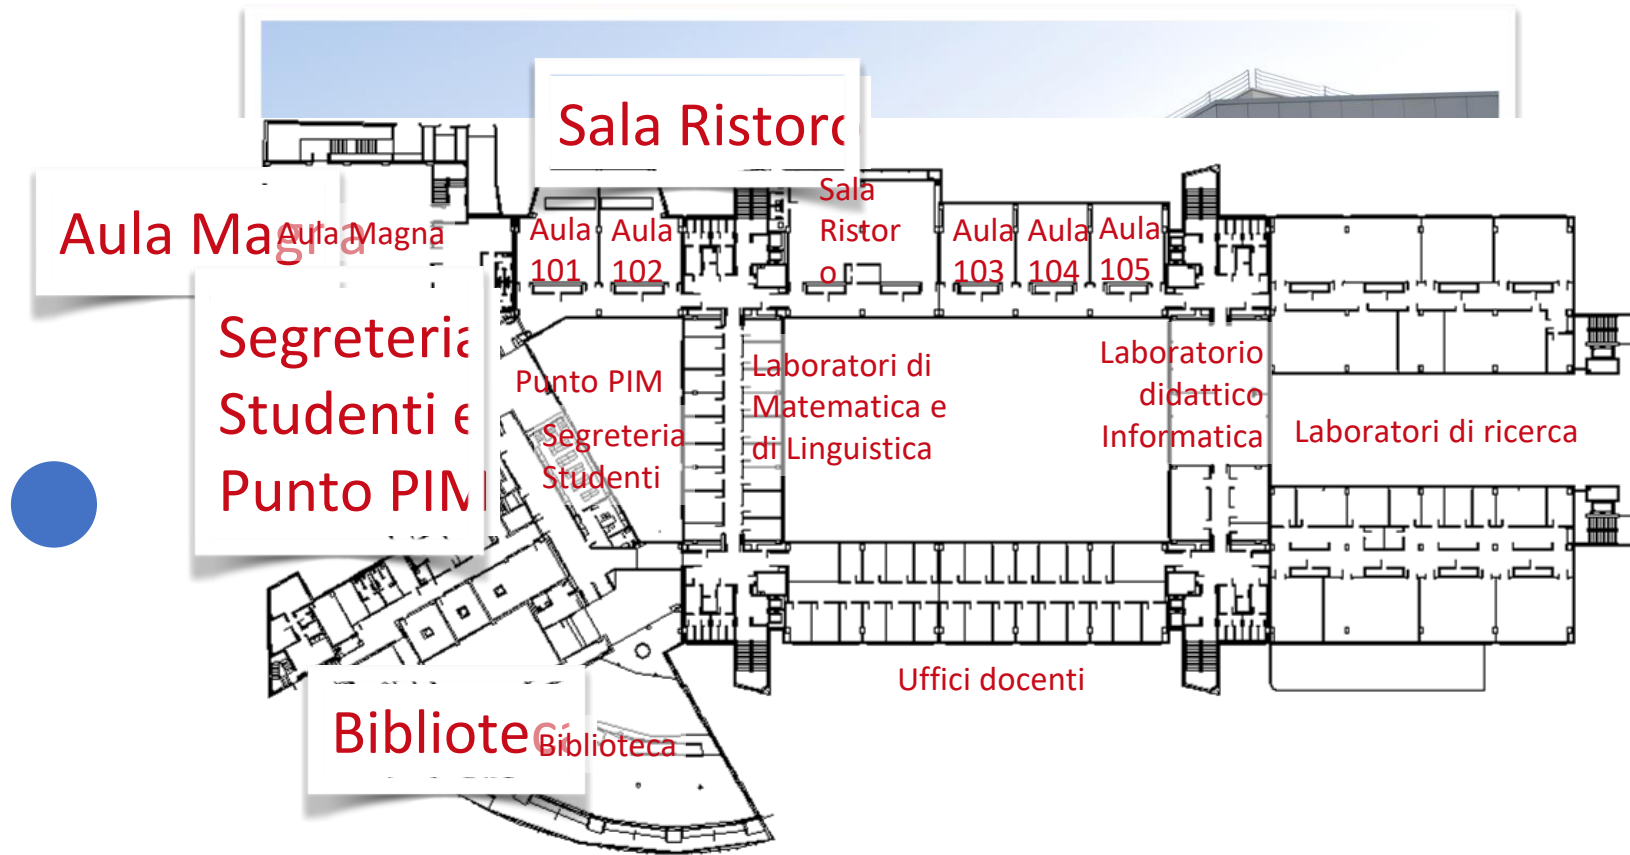 Sala Ristoro
Aula Magna
Aula Magna
Segreteria
Studenti e
Punto PIM
Biblioteca
Biblioteca
Sala
Ristor
o
Aula
101
Aula
102
Aula
103
Aula
104
Aula
105
Punto PIM
Segreteria
Studenti
Laboratori di
Matematica e
di Linguistica
Laboratorio
didattico
Informatica
Laboratori di ricerca
Uffici docenti